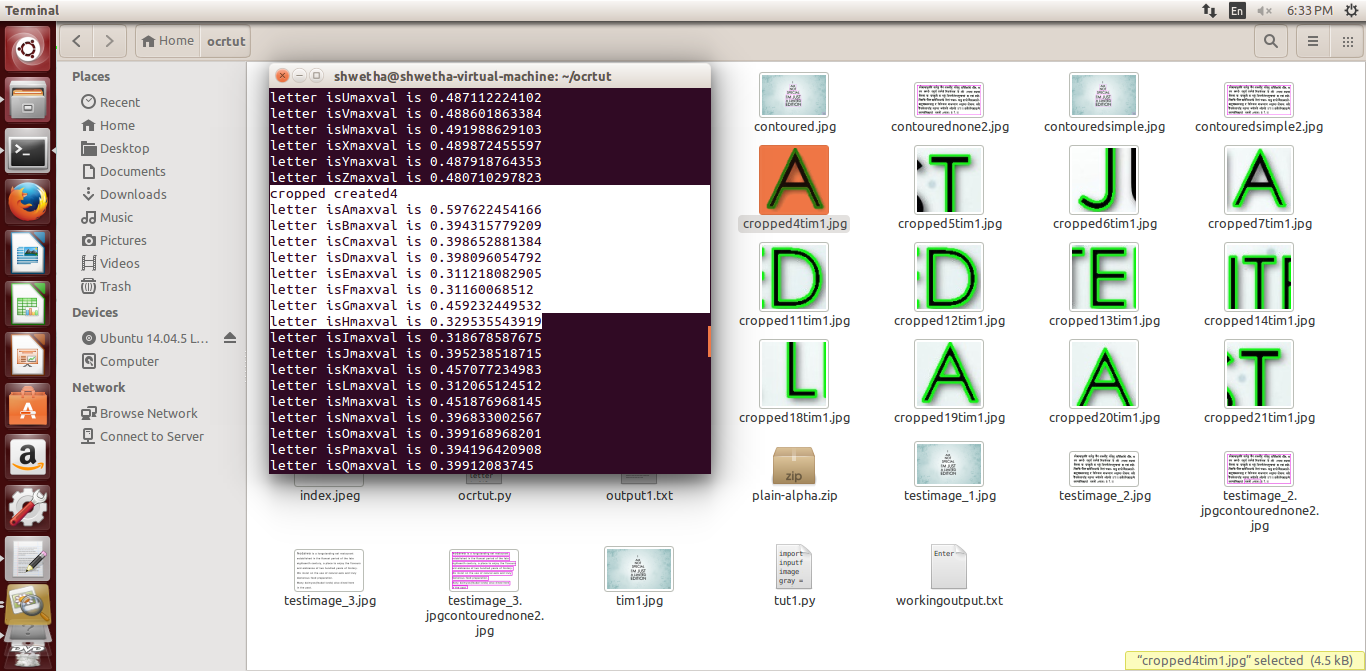 Terminal
En
6:33 PM
Home
ocrtut
Places
Recent
Home
Desktop
Documents
Downloads
Music
Pictures
Videos
Trash
Devices
Ubuntu 14.04.5 L...
Computer
Network
Browse Network
Connect to Server
shwetha@shwetha-virtual-machine: ~/ocrtut
letter isUmaxval is 0.487112224102
letter isVmaxval is 0.488601863384
letter isWmaxval is 0.491988629103
letter isXmaxval is 0.489872455597
letter isYmaxval is 0.487918764353
letter isZmaxval is 0.480710297823
cropped created4
letter isAmaxval is 0.597622454166
letter isBmaxval is 0.394315779209
letter isCmaxval is 0.398652881384
letter isDmaxval is 0.398096054792
letter isEmaxval is 0.311218082905
letter isFmaxval is 0.31160068512
letter isGmaxval is 0.459232449532
letter isHmaxval is 0.329535543919
letter isImaxval is 0.318678587675
letter isJmaxval is 0.395238518715
letter isKmaxval is 0.457077234983
letter isLmaxval is 0.312065124512
letter isMmaxval is 0.451876968145
letter isNmaxval is 0.396833002567
letter isOmaxval is 0.399168968201
letter isPmaxval is 0.394196420908
letter isQmaxval is 0.39912083745
contoured.jpg
contourednone2.jpg
contouredsimple.jpg
contouredsimple2.jpg
A
T
J
A
cropped4tim1.jpg
cropped5tim1.jpg
cropped6tim1.jpg
cropped7tim1.jpg
D
D
E
IT
cropped11tim1.jpg
cropped12tim1.jpg
cropped13tim1.jpg
cropped14tim1.jpg
L
A
A
T
cropped18tim1.jpg
cropped19tim1.jpg
cropped20tim1.jpg
cropped21tim1.jpg
zip
index.jpeg
ocrtut.py
output1.txt
plain-alpha.zip
testimage_1.jpg
testimage_2.jpg
testimage_2.
jpgcontourednone2.
jpg
import
inputf
image
gray =
Enter
testimage_3.jpg
testimage_3.
jpgcontourednone2.
jpg
tim1.jpg
tut1.py
workingoutput.txt
"cropped4tim1.jpg" selected (4.5 kB)